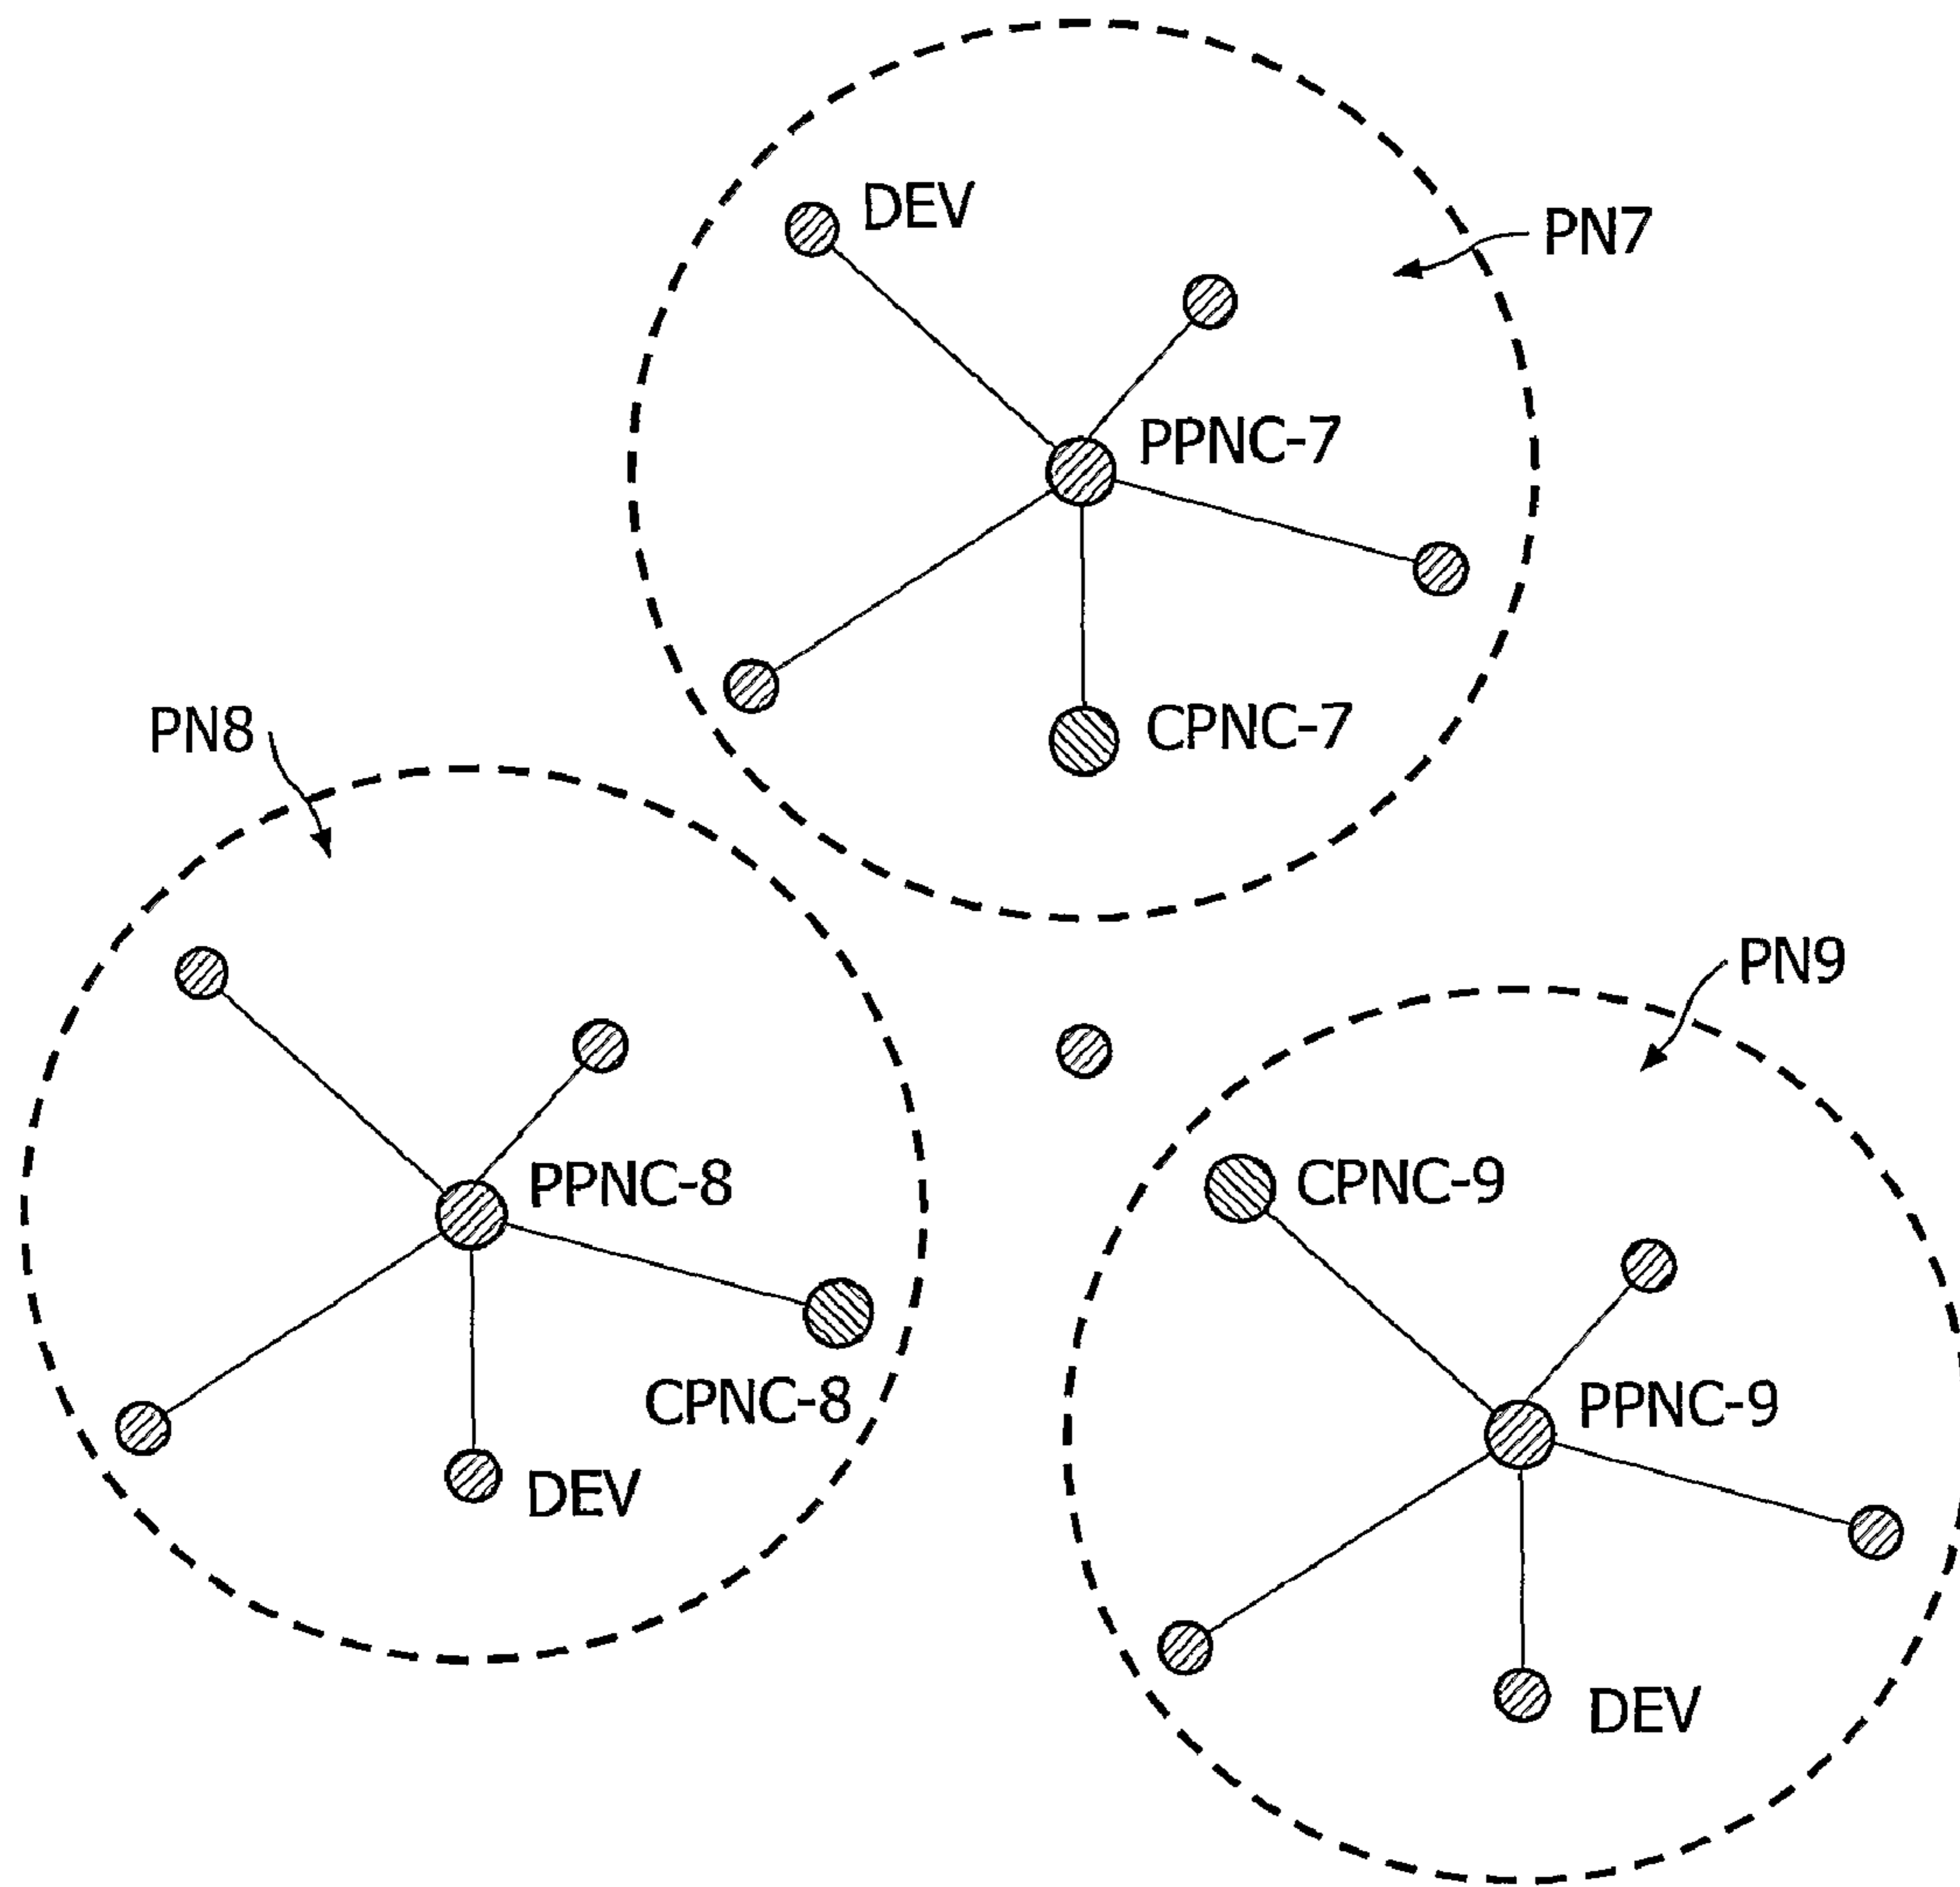 DEV
PN7
PPNC-7
CPNC-7
PN8
PN9
PPNC-8
CPNC-9
CPNC-8
PPNC-9
DEV
DEV